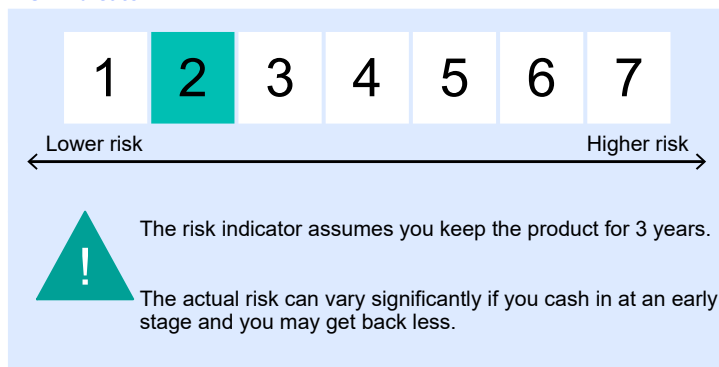 1 2 3 4 5 6 7
Lower risk Higher risk
The risk indicator assumes you keep the product for 3 years.
!
The actual risk can vary significantly if you cash in at an early
stage and you may get back less.